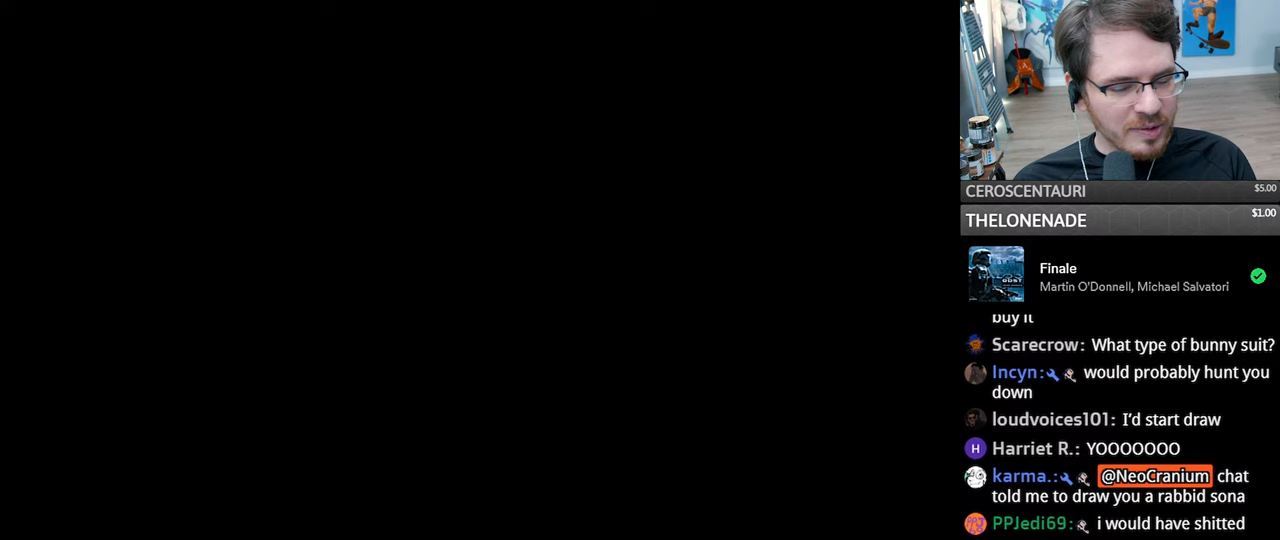 CEROSCENTAURI $5.00
THELONENADE $1.00
Finale
Martin O'Donnell, Michael Salvatori
buy it
Scarecrow: What type of bunny suit?
Incyn: would probably hunt you
down
loudvoices101: I'd start draw
H Harriet R.: YOOOOOOO
karma.: @NeoCranium chat
told me to draw you a rabbid sona
PPJedi69: i would have shitted